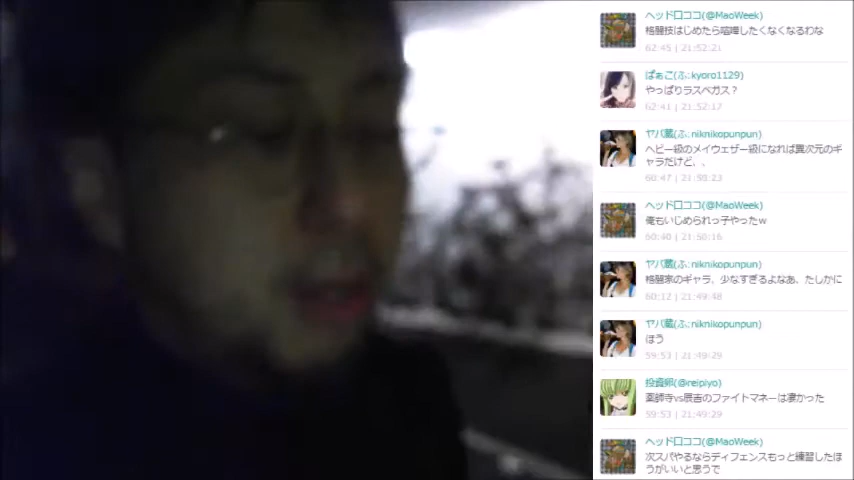 ヘッド口ココ(@MaoWeek)
格闘技はじめたら喧嘩したくなくなるわな
62:45 | 21:52:21
ぱぁこ(ふ:kyoro1129)
やっぱりラスベガス？
62:41 | 21:52:17
ヤバ蔵(ふ:niknikopunpun)
ヘビー級のメイウェザー級になれば異次元のギ
ャラだけど、、
60:47 | 21:50:23
ヘッド口ココ(@MaoWeek)
俺もいじめられっ子やったw
60:40 | 21:50:16
ヤバ蔵(ふ:niknikopunpun)
格闘家のギャラ、少なすぎるよなあ、たしかに
60:12 | 21:49:48
ヤバ蔵(ふ:niknikopunpun)
ほう
59:53 | 21:49:29
投資卵(@reipiyo)
薬師寺vs辰吉のファイトマネーは凄かった
59:53 | 21:49:29
ヘッド口ココ(@MaoWeek)
次スパやるならディフェンスもっと練習したほ
うがいいと思うで